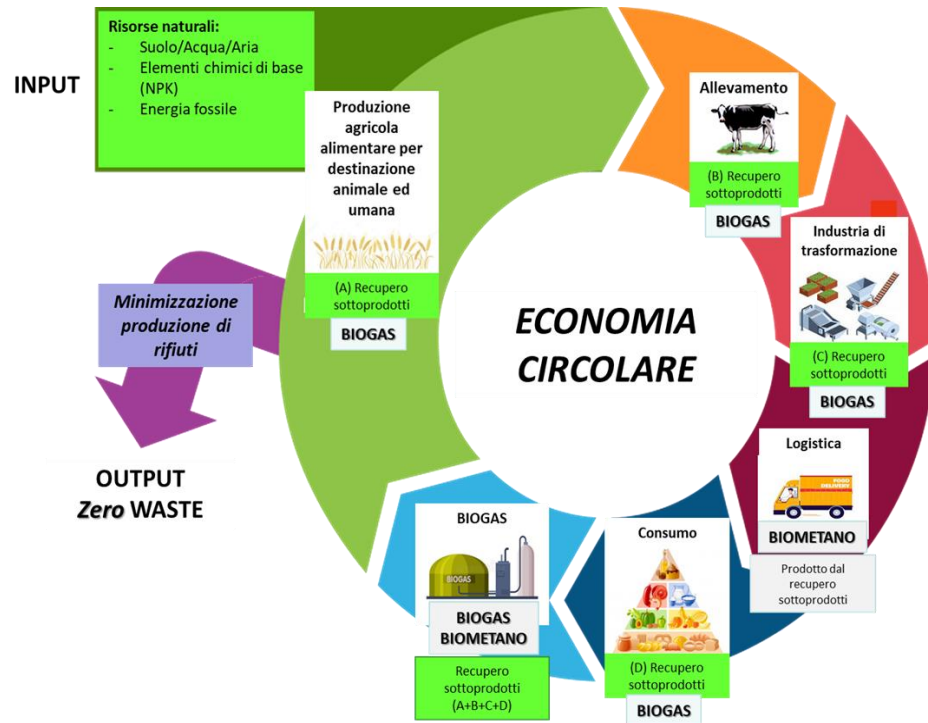 INPUT
Risorse naturali:
- Suolo/Acqua/Aria
- Elementi chimici di base
(NPK)
- Energia fossile
Produzione
agricola
alimentare per
destinazione
animale ed
umana
(A) Recupero
sottoprodotti
BIOGAS
Allevamento
(B) Recupero
sottoprodotti
BIOGAS
Industria di
trasformazione
(C) Recupero
sottoprodotti
BIOGAS
Logistica
FOOD
DELIVERY
BIOMETANO
Prodotto dal
recupero
sottoprodotti
Consumo
(D) Recupero
sottoprodotti
BIOGAS
BIOGAS
BIOGAS
BIOGAS
BIOMETANO
Recupero
sottoprodotti
(A+B+C+D)
ECONOMIA
CIRCOLARE
Minimizzazione
produzione di
rifiuti
OUTPUT
Zero WASTE